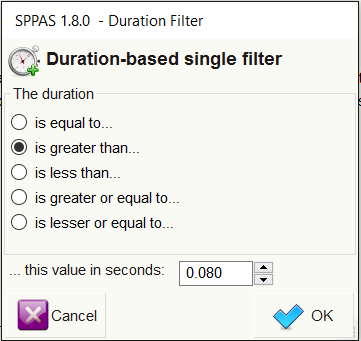 SPPAS 1.8.0 - Duration Filter
Duration-based single filter
The duration
is equal to...
is greater than...
is less than...
is greater or equal to...
is lesser or equal to...
... this value in seconds: 0.080
Cancel OK